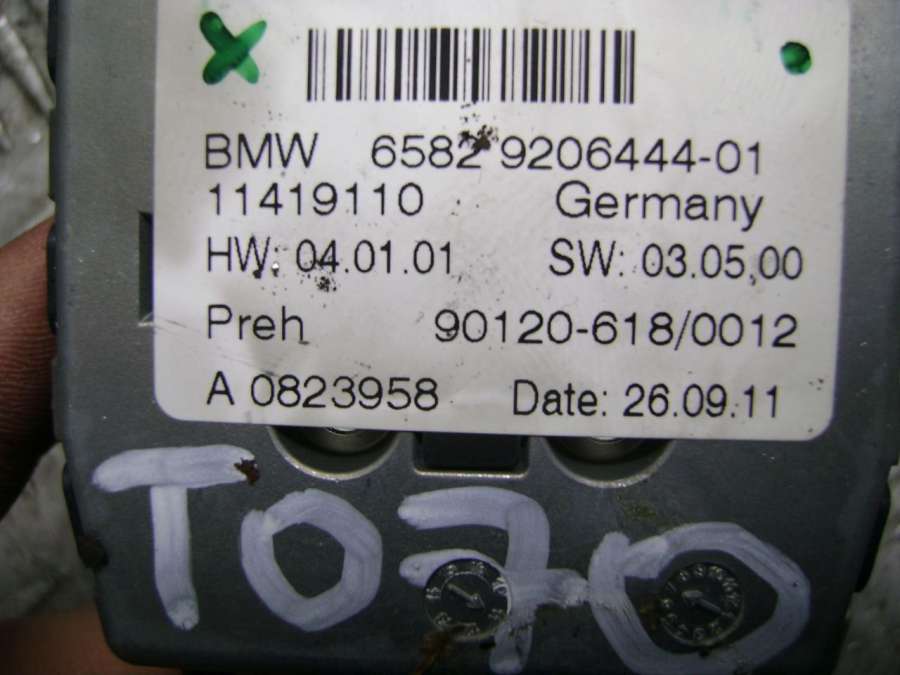 BMW 6582 9206444-01
11419110 Germany
HW: 04.01.01 SW: 03.05.00
Preh 90120-618/0012
A 0823958 Date: 26.09.11
TO70